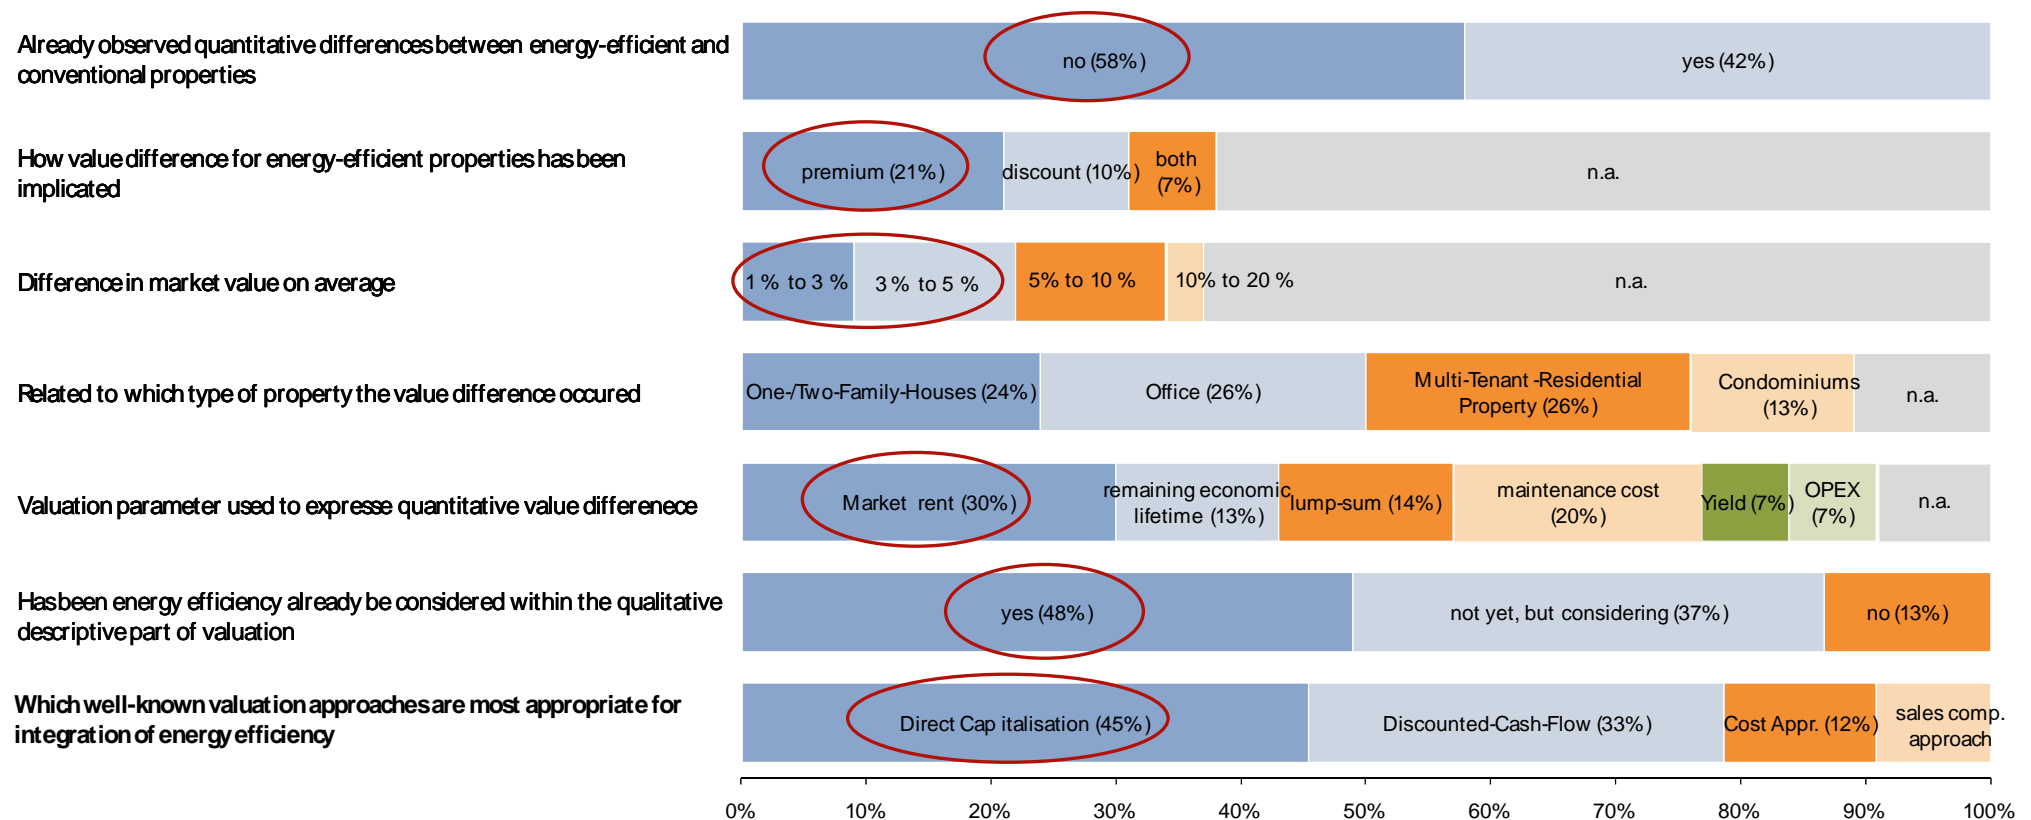 Already observed quantitative differences between energy-efficient and
conventional properties
no (58%)
yes (42%)
How value difference for energy-efficient properties has been
implicated
premium (21%)
discount (10%)
both
(7%)
n.a.
Difference in market value on average
1 % to 3 %
3 % to 5 %
5% to 10 %
10% to 20 %
n.a.
Related to which type of property the value difference occured
One-/Two-Family-Houses (24%)
Office (26%)
Multi-Tenant -Residential
Property (26%)
Condominiums
(13%)
n.a.
Valuation parameter used to expresse quantitative value differenece
Market rent (30%)
remaining economic
lifetime (13%)
lump-sum (14%)
maintenance cost
(20%)
Yield (7%)
OPEX
(7%)
n.a.
Has been energy efficiency already be considered within the qualitative
descriptive part of valuation
yes (48%)
not yet, but considering (37%)
no (13%)
Which well-known valuation approaches are most appropriate for
integration of energy efficiency
Direct Cap italisation (45%)
Discounted-Cash-Flow (33%)
Cost Appr. (12%)
sales comp.
approach
0% 10% 20% 30% 40% 50% 60% 70% 80% 90% 100%